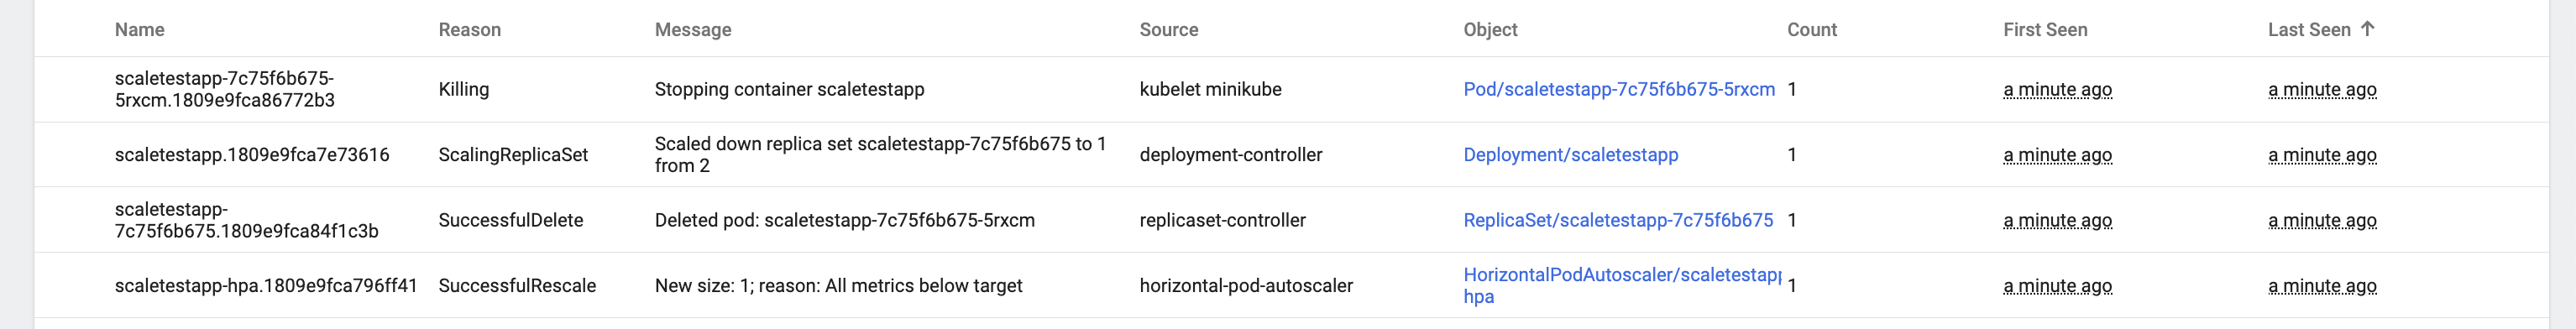 Name Reason Message Source Object Count First Seen Last Seen ↑
scaletestapp-7c75f6b675-
5rxcm.1809e9fca86772b3
Killing
Stopping container scaletestapp
kubelet minikube
Pod/scaletestapp-7c75f6b675-5rxcm
1
a minute ago
a minute ago
scaletestapp.1809e9fca7e73616
ScalingReplicaSet
Scaled down replica set scaletestapp-7c75f6b675 to 1
from 2
deployment-controller
Deployment/scaletestapp
1
a minute ago
a minute ago
scaletestapp-
7c75f6b675.1809e9fca84f1c3b
SuccessfulDelete
Deleted pod: scaletestapp-7c75f6b675-5rxcm
replicaset-controller
ReplicaSet/scaletestapp-7c75f6b675
1
a minute ago
a minute ago
scaletestapp-hpa.1809e9fca796ff41
SuccessfulRescale
New size: 1; reason: All metrics below target
horizontal-pod-autoscaler
HorizontalPodAutoscaler/scaletestapp
hpa
1
a minute ago
a minute ago